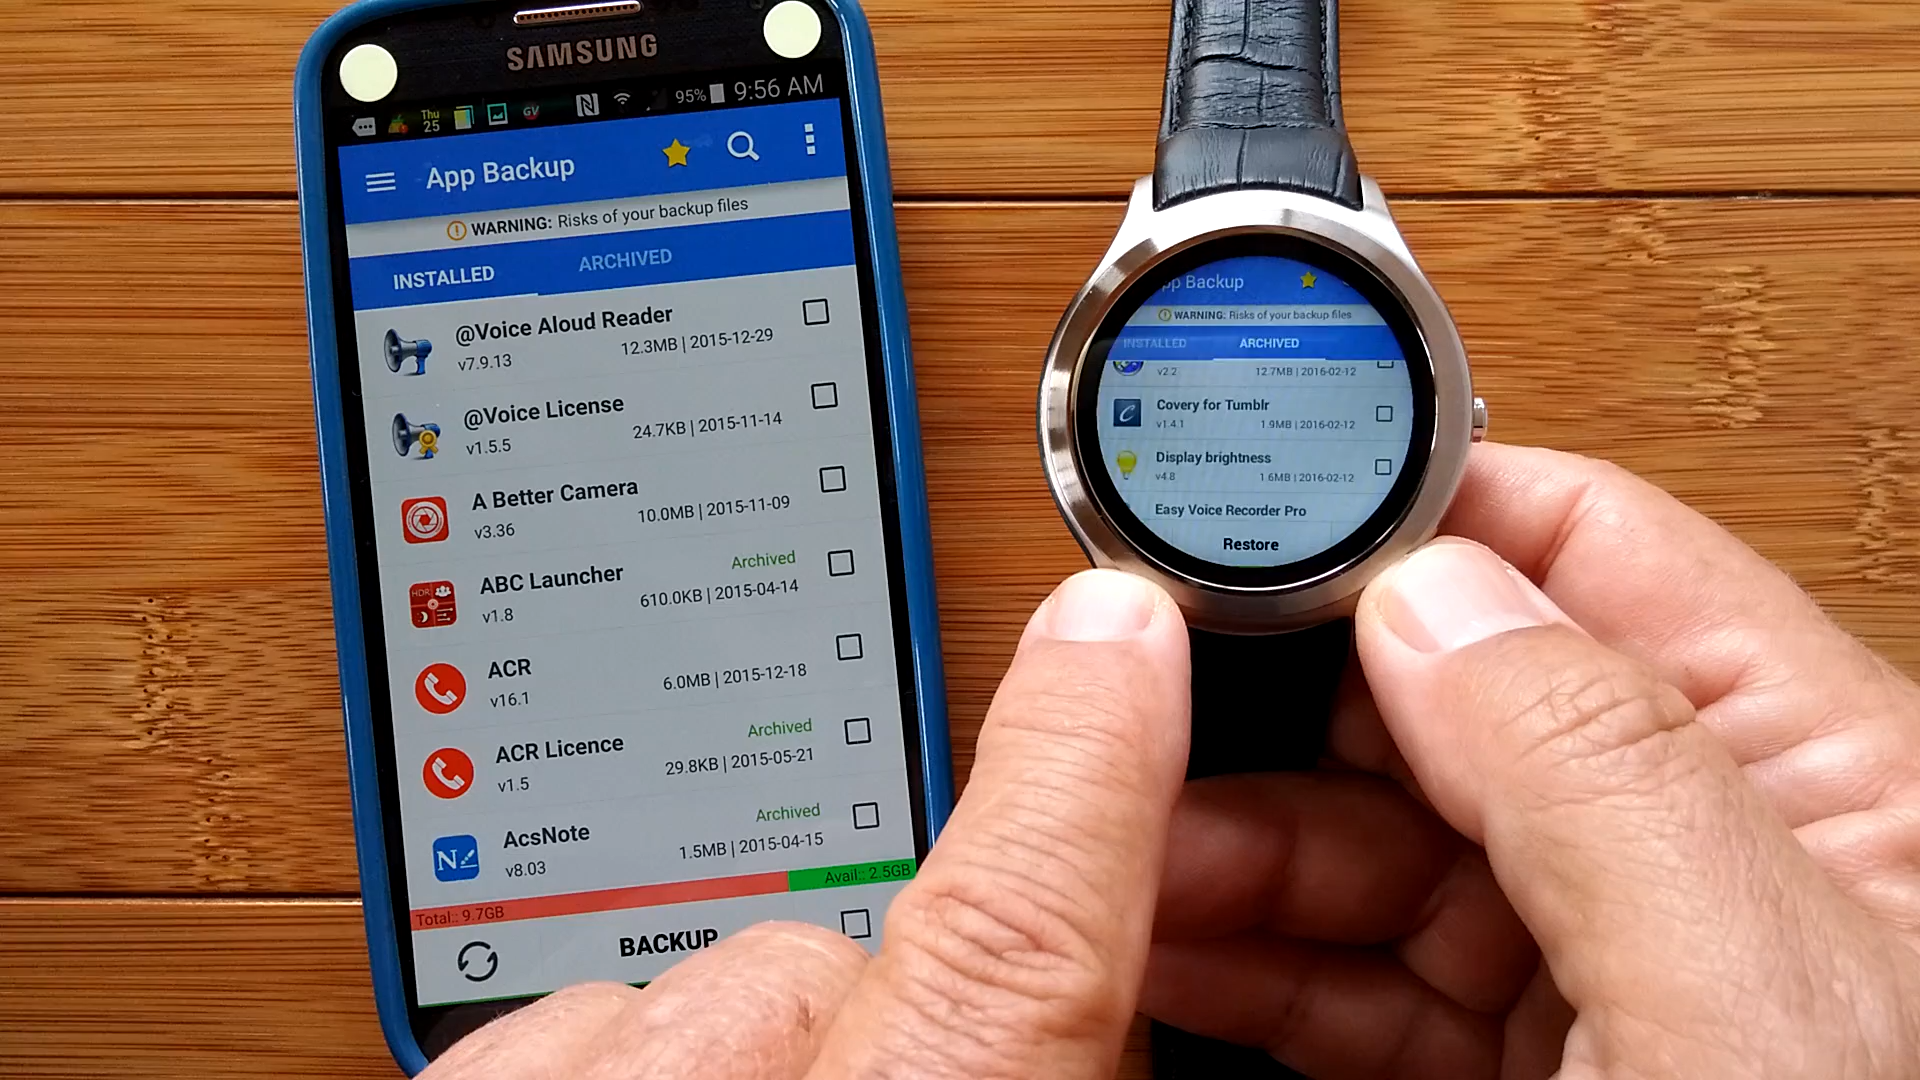 SAMSUNG
Thu
25
GV
95%
9:56 AM
App Backup
WARNING: Risks of your backup files
INSTALLED
ARCHIVED
@Voice Aloud Reader
v7.9.13
12.3MB | 2015-12-29
@Voice License
v1.5.5
24.7KB | 2015-11-14
A Better Camera
v3.36
10.0MB | 2015-11-09
ABC Launcher
Archived
HDR
v1.8
610.0KB | 2015-04-14
ACR
v16.1
6.0MB | 2015-12-18
ACR Licence
Archived
v1.5
29.8KB | 2015-05-21
AcsNote
Archived
N
v8.03
1.5MB | 2015-04-15
Total:: 9.7GB
Avail:: 2.5GB
BACKUP
pp Backup
WARNING: Risks of your backup files
INSTALLED
ARCHIVED
v2.2
12.7MB | 2016-02-12
Covery for Tumblr
C
v1.4.1
1.9MB | 2016-02-12
Display brightness
v4.8
1.6MB | 2016-02-12
Easy Voice Recorder Pro
Restore